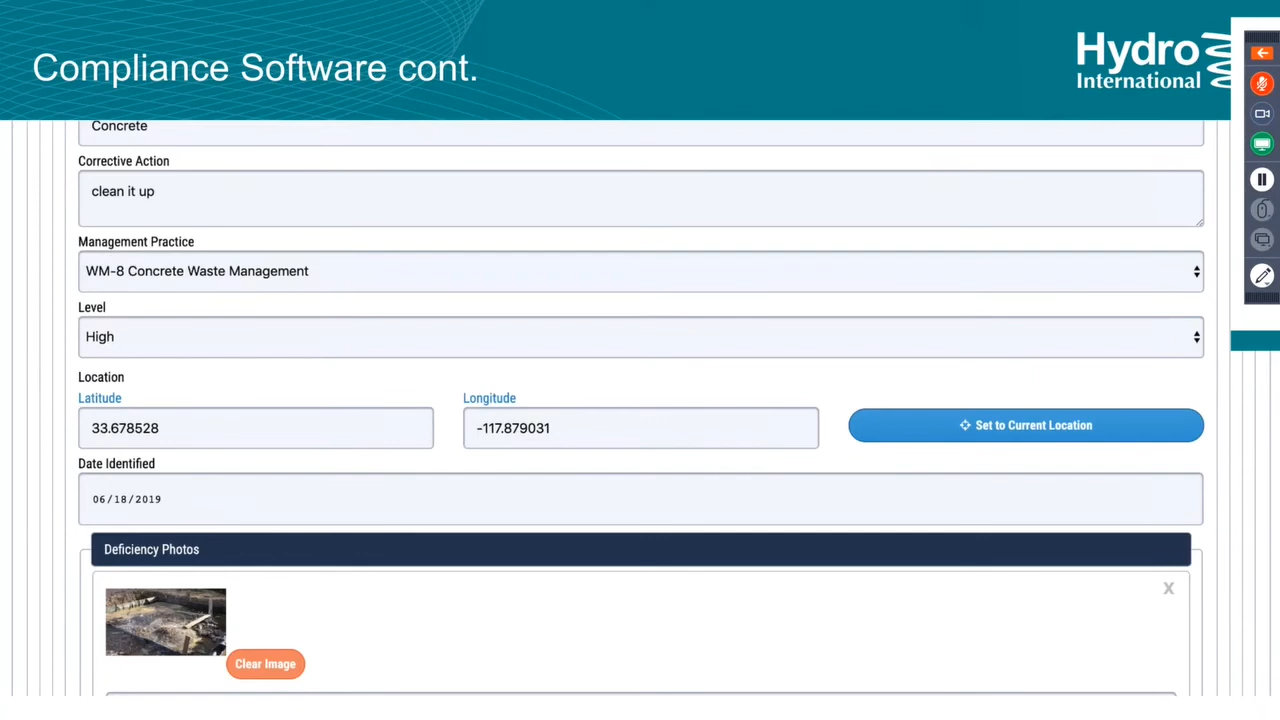 Compliance Software cont.
Hydro
International
Concrete
Corrective Action
clean it up
Management Practice
WM-8 Concrete Waste Management
Level
High
Location
Latitude
Longitude
33.678528
-117.879031
Set to Current Location
Date Identified
06/18/2019
Deficiency Photos
X
Clear Image